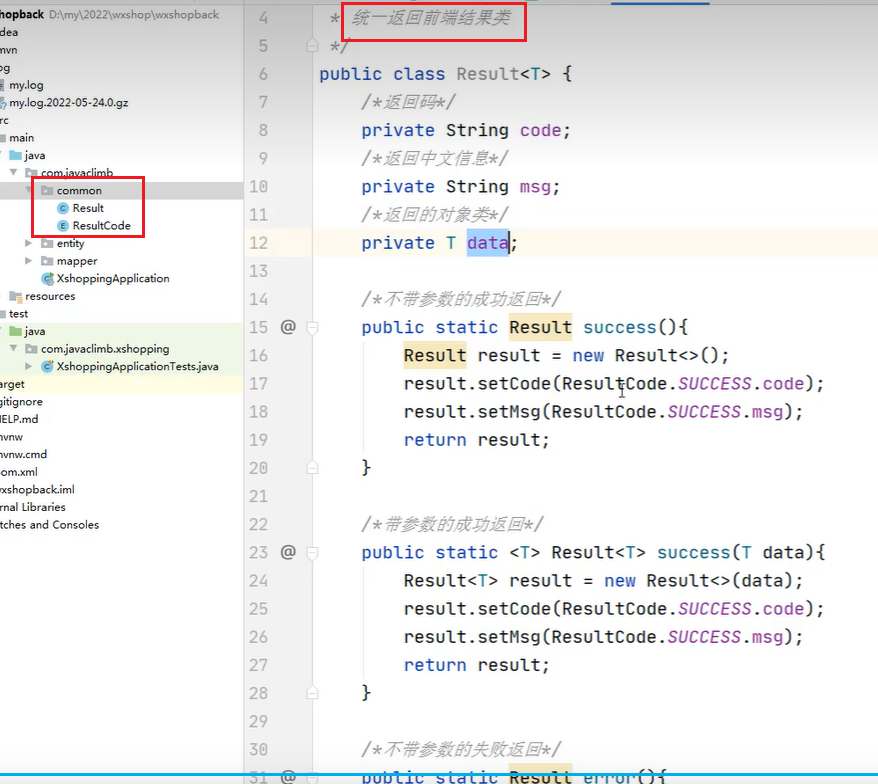 hopback D:\my\2022\wxshop\wxshopback
dea
mvn
og
my.log
my.log.2022-05-24.0.gz
rc
main
java
com.javaclimb
common
Result
ResultCode
entity
mapper
XshoppingApplication
resources
test
java
com.javaclimb.xshopping
XshoppingApplicationTests.java
arget
gitignore
HELP.md
mvnw
mvnw.cmd
pom.xml
wxshopback.iml
rnal Libraries
tches and Consoles
4 * 统一返回前端结果类
5 */
6 public class Result<T> {
7 /*返回码*/
8 private String code;
9 /*返回中文信息*/
10 private String msg;
11 /*返回的对象类*/
12 private T data;
13
14 /*不带参数的成功返回*/
15 @ public static Result success(){
16 Result result = new Result<>();
17 result.setCode(ResultCode.SUCCESS.code);
18 result.setMsg(ResultCode.SUCCESS.msg);
19 return result;
20 }
21
22 /*带参数的成功返回*/
23 @ public static <T> Result<T> success(T data){
24 Result<T> result = new Result<>(data);
25 result.setCode(ResultCode.SUCCESS.code);
26 result.setMsg(ResultCode.SUCCESS.msg);
27 return result;
28 }
29
30 /*不带参数的失败返回*/
31 @ public static Result error(){